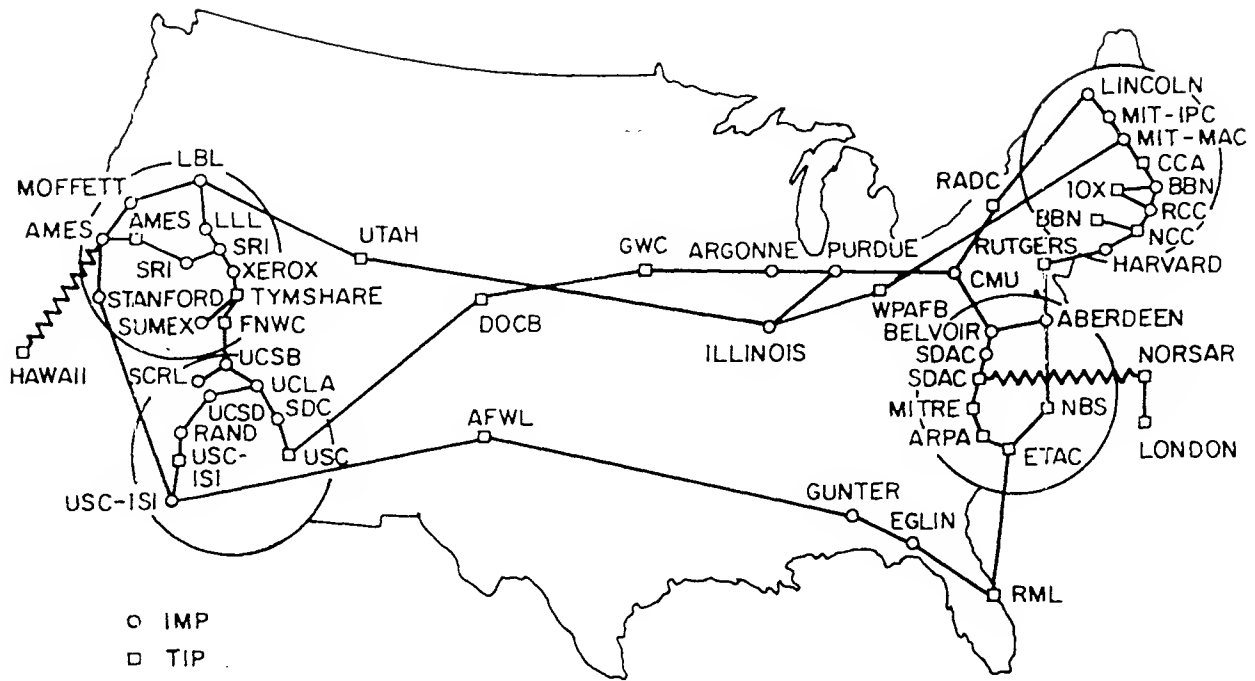 LINCOLN
MIT-IPC
MIT-MAC
CCA
BBN
10X
RCC
BBN
NCC
HARVARD
RADC
RUTGERS
LBL
MOFFETT
AMES
AMES
LLL
SRI
SRI
XEROX
STANFORD
TYMSHARE
SUMEX
FNWC
HAWAII
UTAH
GWC
ARGONNE
PURDUE
CMU
DOCB
ILLINOIS
WPAFB
BELVOIR
ABERDEEN
SDAC
SDAC
NORSAR
MITRE
NBS
ARPA
ETAC
LONDON
UCSB
SCRL
UCLA
UCSD
SDC
RAND
USC-
ISI
USC
USC-ISI
AFWL
GUNTER
EGLIN
RML
IMP
TIP